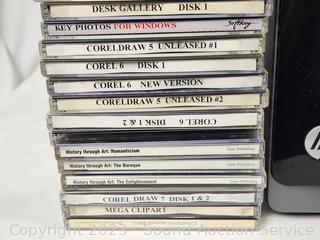 DESK GALLERY DISK 1
KEY PHOTOS FOR WINDOWS Softkey
CORELDRAW 5 UNLEASED #1
COREL 6 DISK 1
COREL 6 NEW VERSION
CORELDRAW 5 UNLEASED #2
COREL 6 DISK 1 & 2
History through Art: Romanticism Zane Publishing
History through Art: The Baroque Zane Publishing
History through Art: The Enlightenment Zane Publishing
COREL DRAW 7 DISK 1 & 2
MEGA CLIPART
Copyright 2023 Sound Auction Service